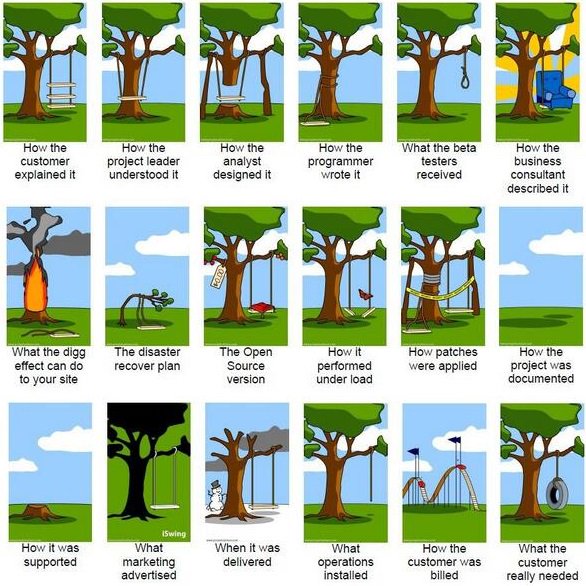 How the
customer
explained it
How the
project leader
understood it
How the
analyst
designed it
How the
programmer
wrote it
What the beta
testers
received
How the
business
consultant
described it
What the digg
effect can do
to your site
The disaster
recover plan
The Open
Source
version
How it
performed
under load
How patches
were applied
How the
project was
documented
How it was
supported
iSwing
What
marketing
advertised
When it was
delivered
What
operations
installed
How the
customer was
billed
What the
customer
really needed